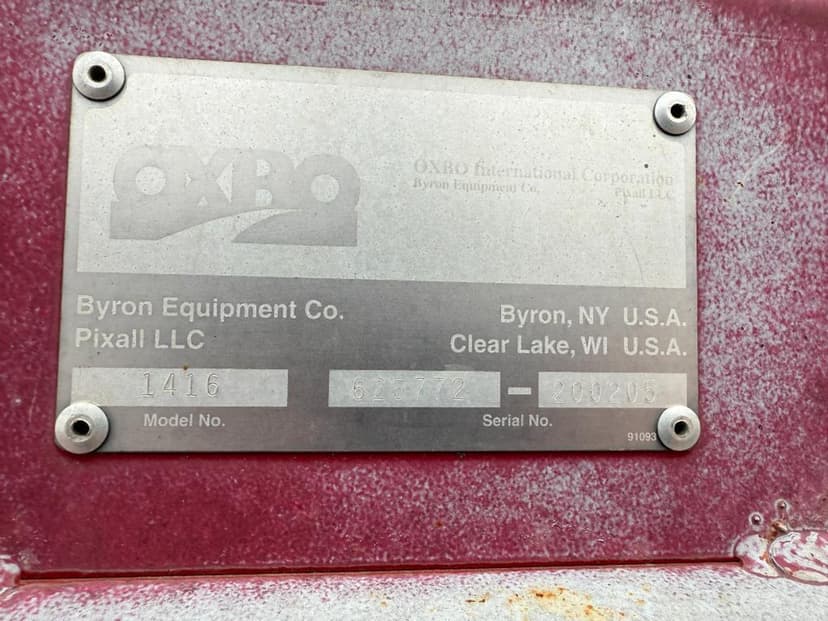 OXBO
OXBO International Corporation
Byron Equipment Co. Pixall LLC
Byron Equipment Co. Byron, NY U.S.A.
Pixall LLC Clear Lake, WI U.S.A.
1416 - 200205
Model No. Serial No.
91093